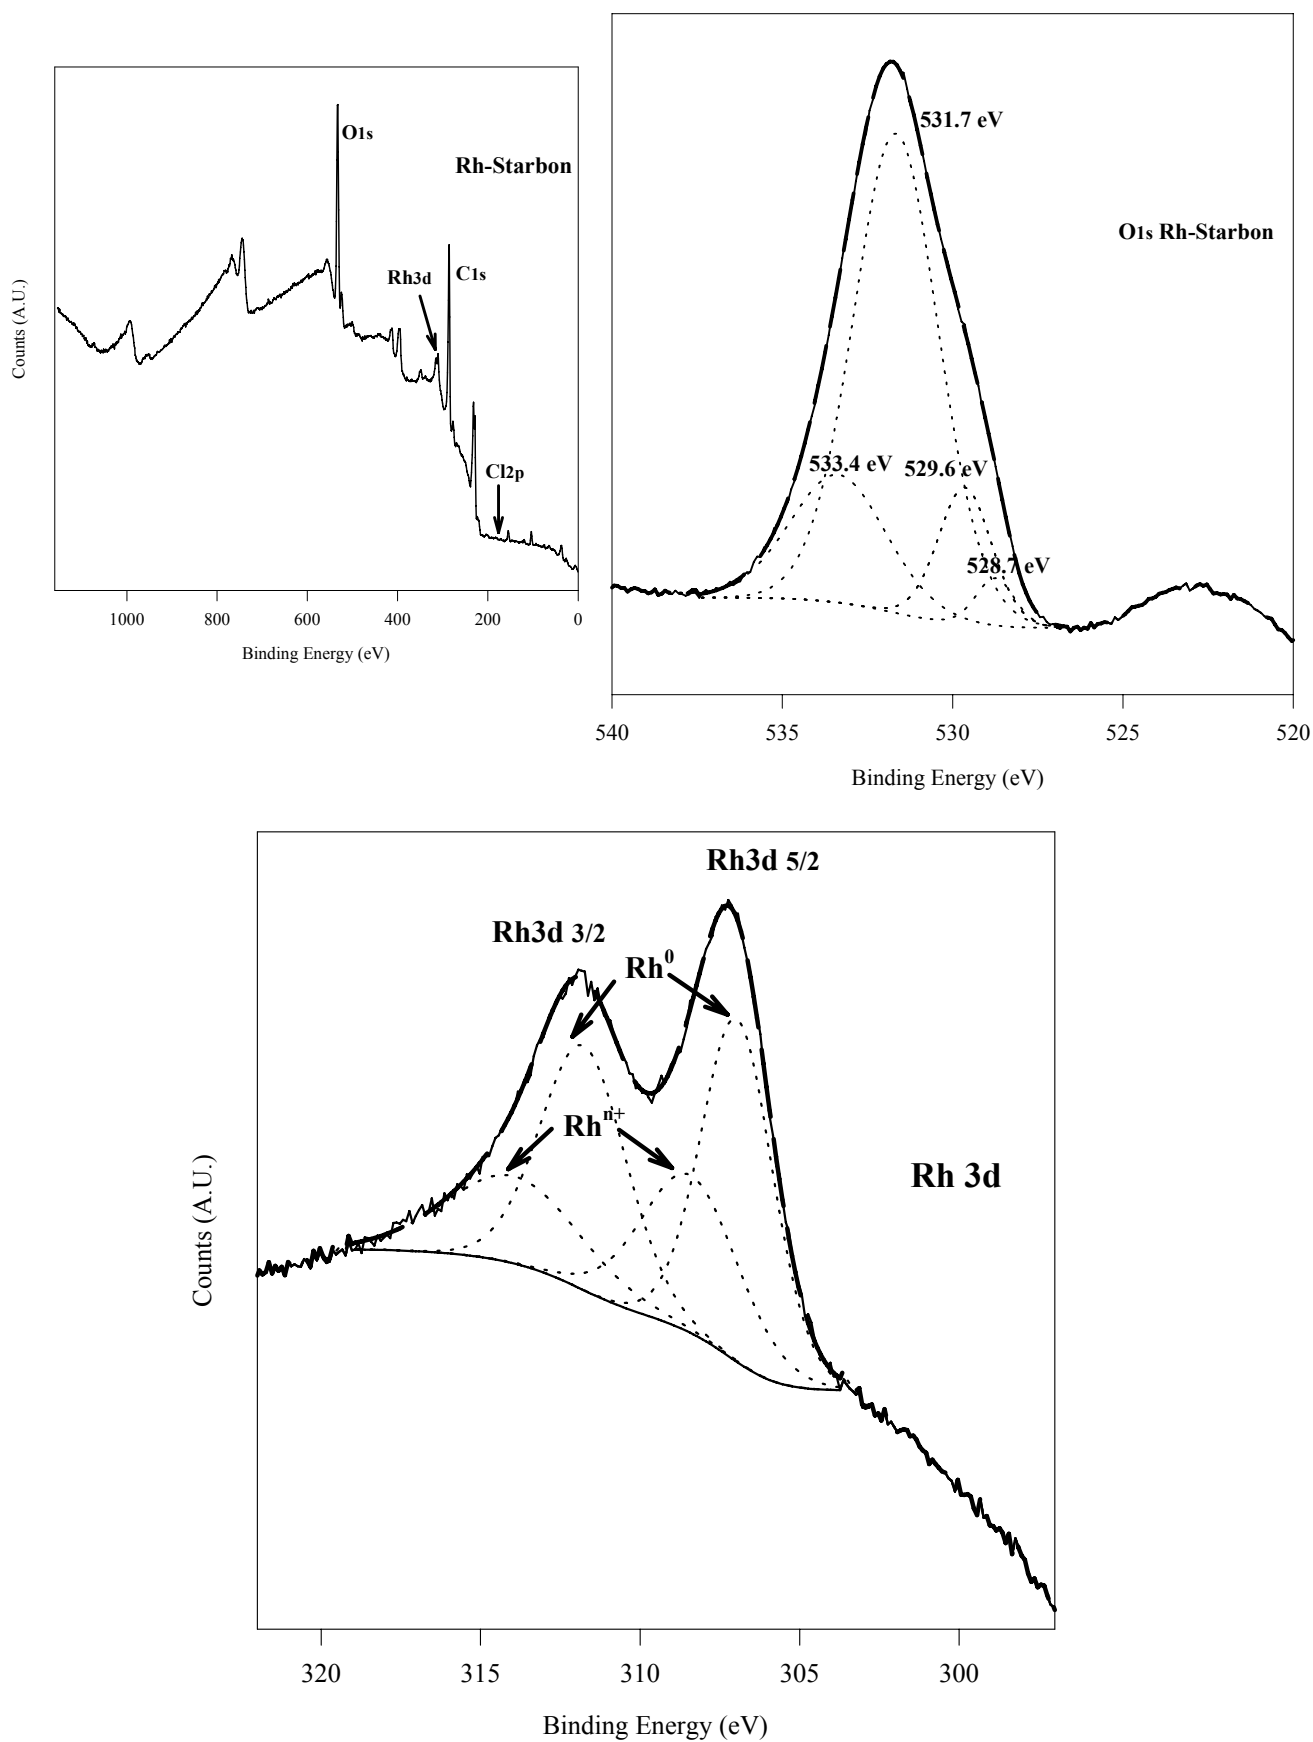 O1s
Rh-Starbon
Rh3d
C1s
Cl2p
Counts (A.U.)
1000 800 600 400 200 0
Binding Energy (eV)
531.7 eV
O1s Rh-Starbon
533.4 eV 529.6 eV
528.7 eV
540 535 530 525 520
Binding Energy (eV)
Rh3d 5/2
Rh3d 3/2
Rh⁰
Rhⁿ⁺
Rh 3d
Counts (A.U.)
320 315 310 305 300
Binding Energy (eV)